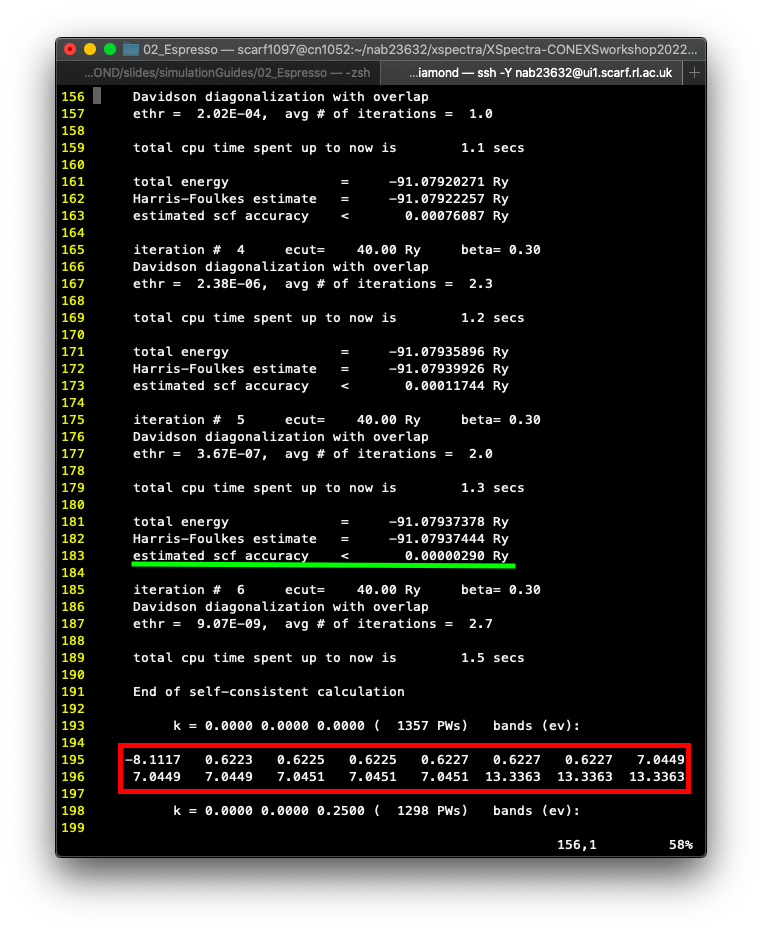 02_Espresso — scarf1097@cn1052:~/nab23632/xspectra/XSpectra-CONEXSworkshop2022...
...OND/slides/simulationGuides/02_Espresso — -zsh ...iamond — ssh -Y nab23632@ui1.scarf.rl.ac.uk +
156 Davidson diagonalization with overlap
157 ethr = 2.02E-04, avg # of iterations = 1.0
158
159 total cpu time spent up to now is 1.1 secs
160
161 total energy = -91.07920271 Ry
162 Harris-Foulkes estimate = -91.07922257 Ry
163 estimated scf accuracy < 0.00076087 Ry
164
165 iteration # 4 ecut= 40.00 Ry beta= 0.30
166 Davidson diagonalization with overlap
167 ethr = 2.38E-06, avg # of iterations = 2.3
168
169 total cpu time spent up to now is 1.2 secs
170
171 total energy = -91.07935896 Ry
172 Harris-Foulkes estimate = -91.07939926 Ry
173 estimated scf accuracy < 0.00011744 Ry
174
175 iteration # 5 ecut= 40.00 Ry beta= 0.30
176 Davidson diagonalization with overlap
177 ethr = 3.67E-07, avg # of iterations = 2.0
178
179 total cpu time spent up to now is 1.3 secs
180
181 total energy = -91.07937378 Ry
182 Harris-Foulkes estimate = -91.07937444 Ry
183 estimated scf accuracy < 0.00000290 Ry
184
185 iteration # 6 ecut= 40.00 Ry beta= 0.30
186 Davidson diagonalization with overlap
187 ethr = 9.07E-09, avg # of iterations = 2.7
188
189 total cpu time spent up to now is 1.5 secs
190
191 End of self-consistent calculation
192
193 k = 0.0000 0.0000 0.0000 ( 1357 PWs) bands (ev):
194
195 -8.1117 0.6223 0.6225 0.6225 0.6227 0.6227 0.6227 7.0449
196 7.0449 7.0449 7.0451 7.0451 7.0451 13.3363 13.3363 13.3363
197
198 k = 0.0000 0.0000 0.2500 ( 1298 PWs) bands (ev):
199
156,1 58%